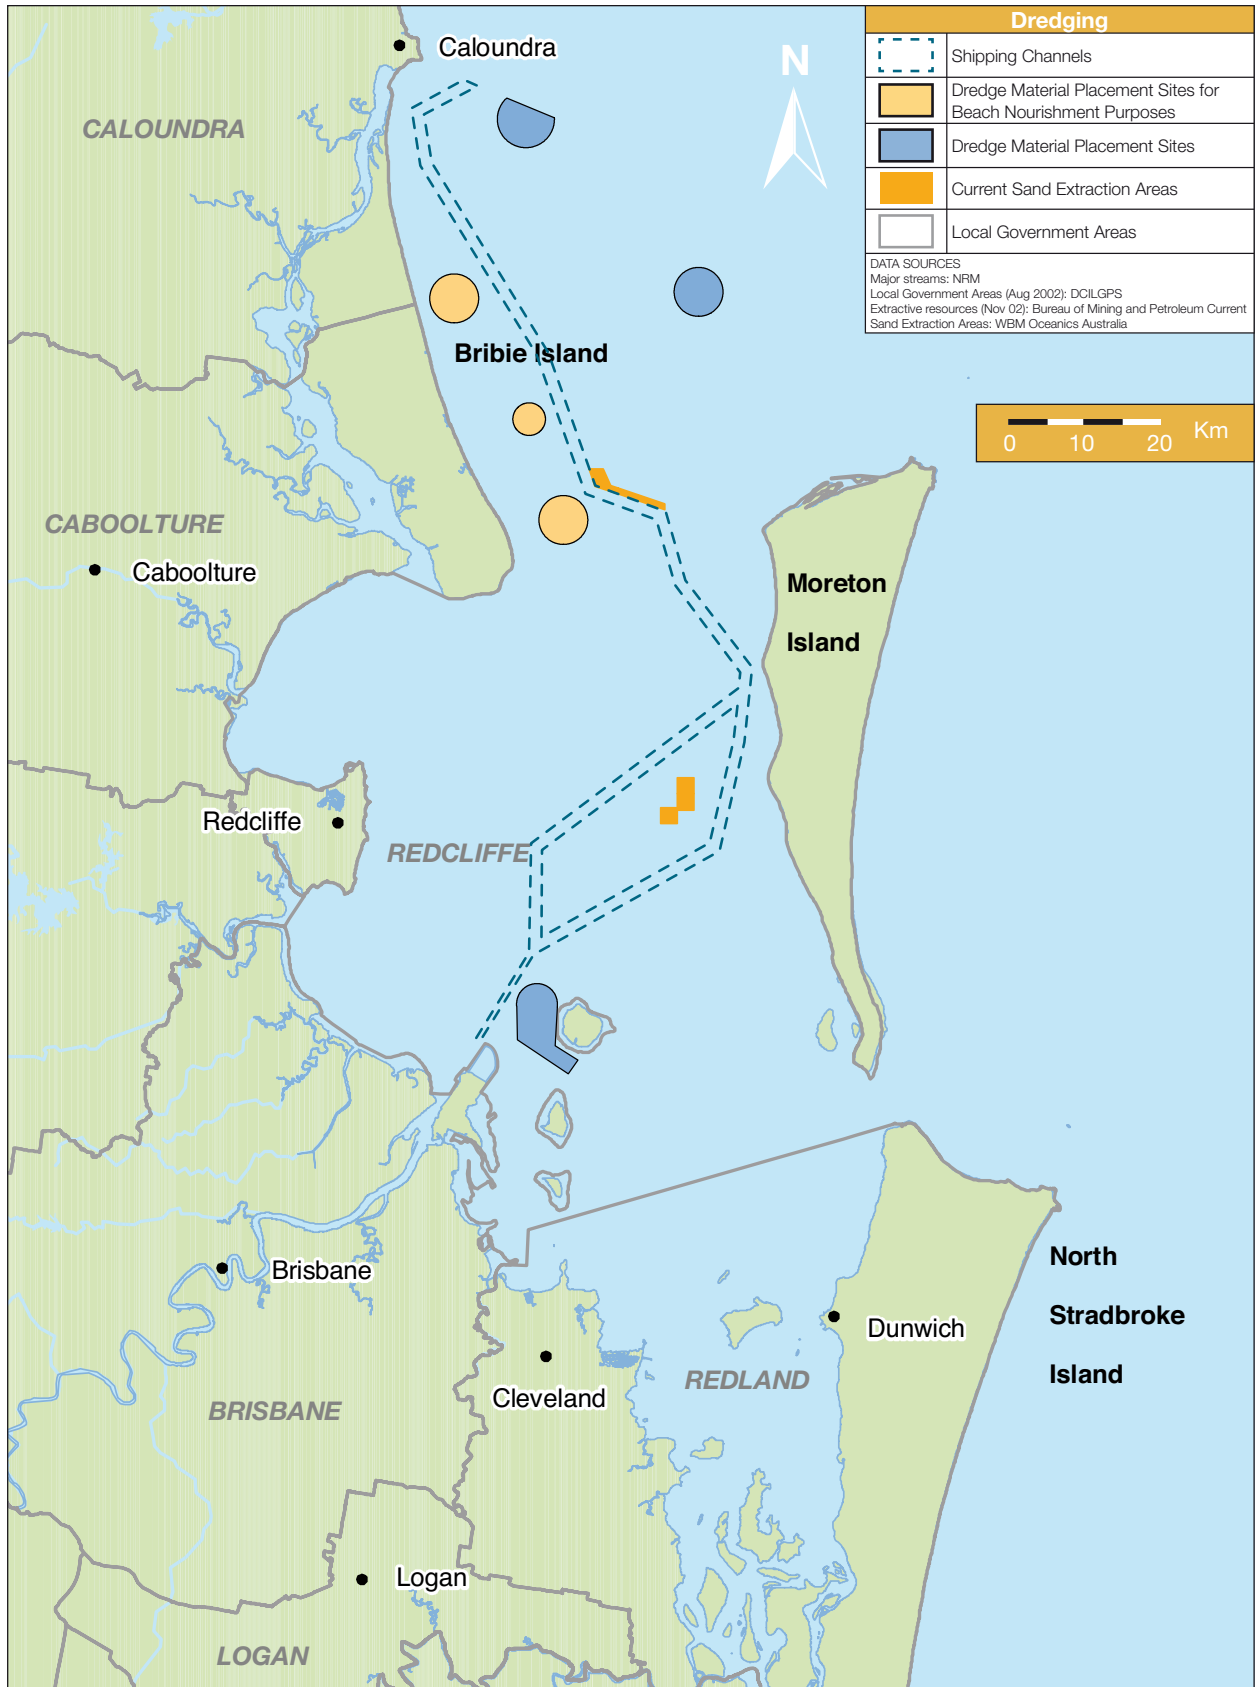 Caloundra
CALOUNDRA
N
Dredging
Shipping Channels
Dredge Material Placement Sites for
Beach Nourishment Purposes
Dredge Material Placement Sites
Current Sand Extraction Areas
Local Government Areas
DATA SOURCES
Major streams: NRM
Local Government Areas (Aug 2002): DCILGPS
Extractive resources (Nov 02): Bureau of Mining and Petroleum Current
Sand Extraction Areas: WBM Oceanics Australia
0 10 20 Km
Bribie Island
CABOOLTURE
Caboolture
Moreton
Island
Redcliffe
REDCLIFFE
Brisbane
North
Stradbroke
Island
Dunwich
REDLAND
Cleveland
BRISBANE
Logan
LOGAN